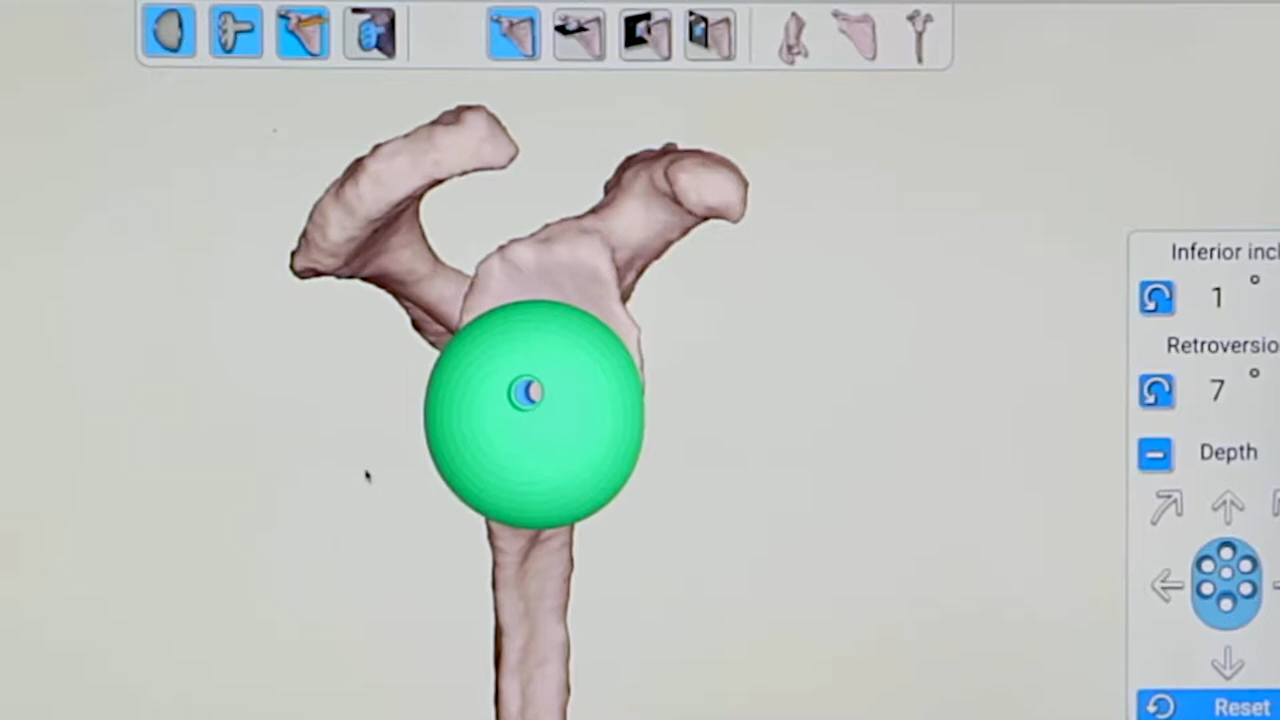 Inferior incl
1 °
Retroversio
7 °
Depth
Reset